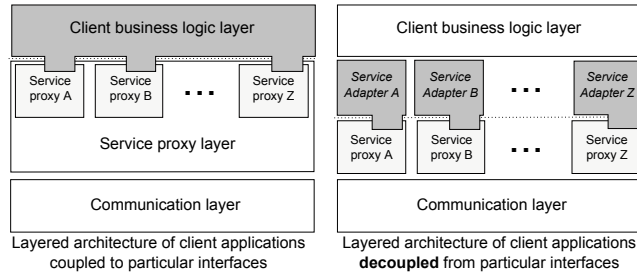 Client business logic layer
Service proxy A
Service proxy B
...
Service proxy Z
Service proxy layer
Communication layer
Layered architecture of client applications
coupled to particular interfaces
Client business logic layer
Service Adapter A
Service Adapter B
...
Service Adapter Z
Service proxy A
Service proxy B
...
Service proxy Z
Communication layer
Layered architecture of client applications
decoupled from particular interfaces